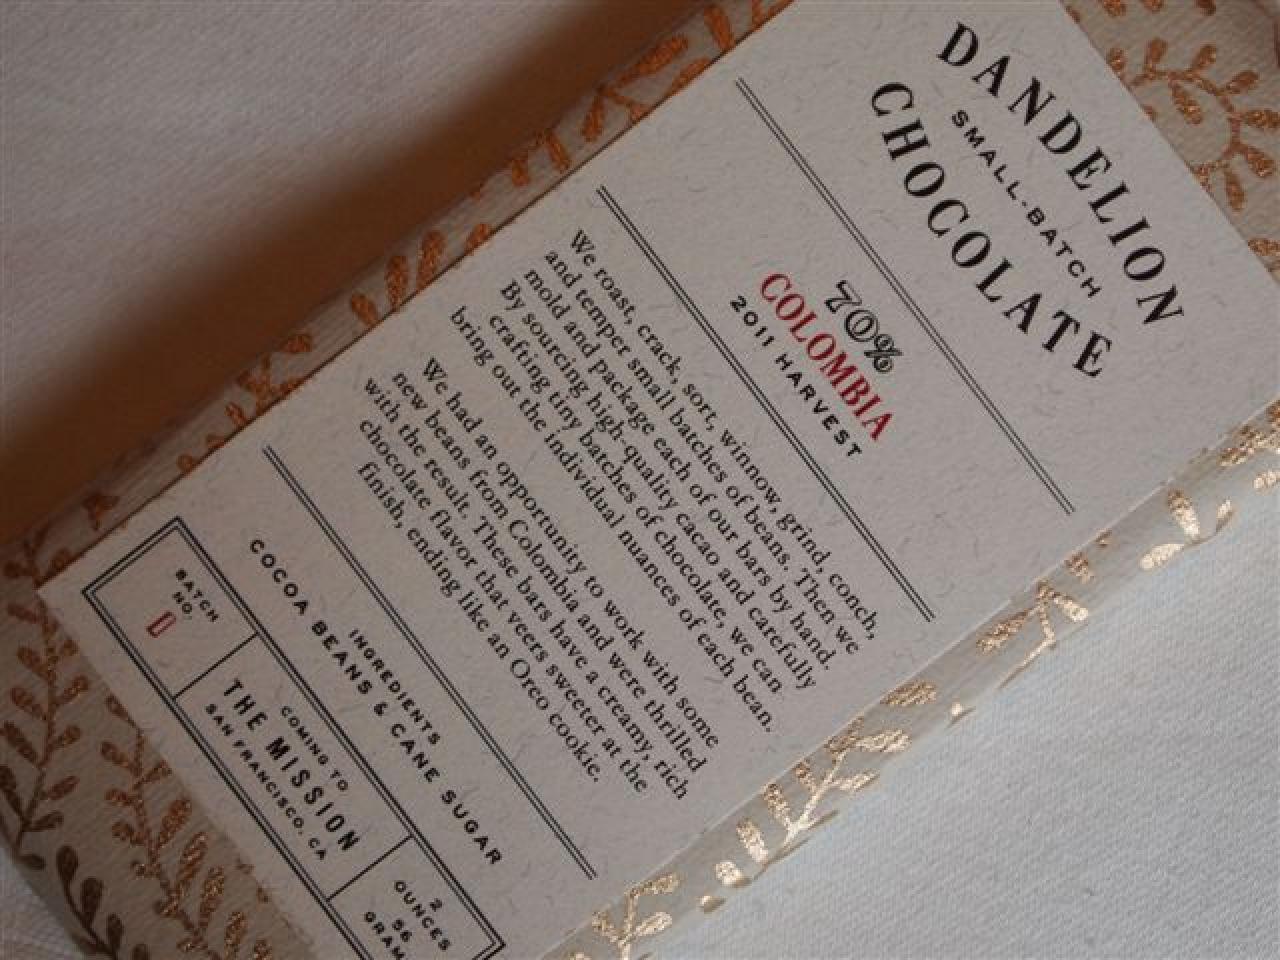 DANDELION
SMALL-BATCH
CHOCOLATE
70%
COLOMBIA
2011 HARVEST
We roast, crack, sort, winnow, grind, conch,
and temper small batches of beans. Then we
mold and package each of our bars by hand.
By sourcing high-quality cacao and carefully
crafting tiny batches of chocolate, we can
bring out the individual nuances of each bean.
We had an opportunity to work with some
new beans from Colombia and were thrilled
with the result. These bars have a creamy, rich
chocolate flavor that veers sweeter at the
finish, ending like an Oreo cookie.
INGREDIENTS
COCOA BEANS & CANE SUGAR
BATCH
NO.
COMING TO
THE MISSION
SAN FRANCISCO, CA
2
OUNCES
56
GRAM